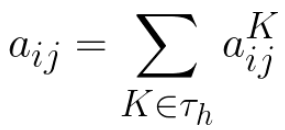 $a_{ij} = \sum_{K \in \tau_h} a_{ij}^K$